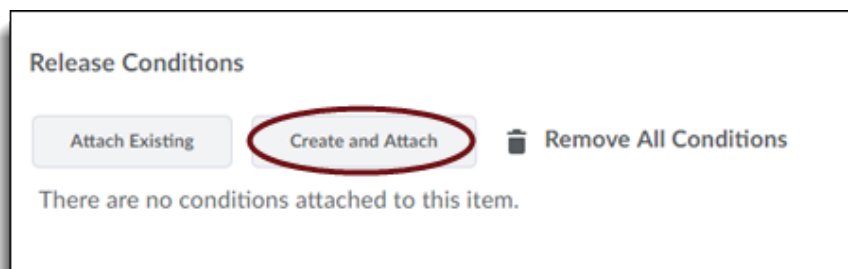 Release Conditions
Attach Existing Create and Attach Remove All Conditions
There are no conditions attached to this item.